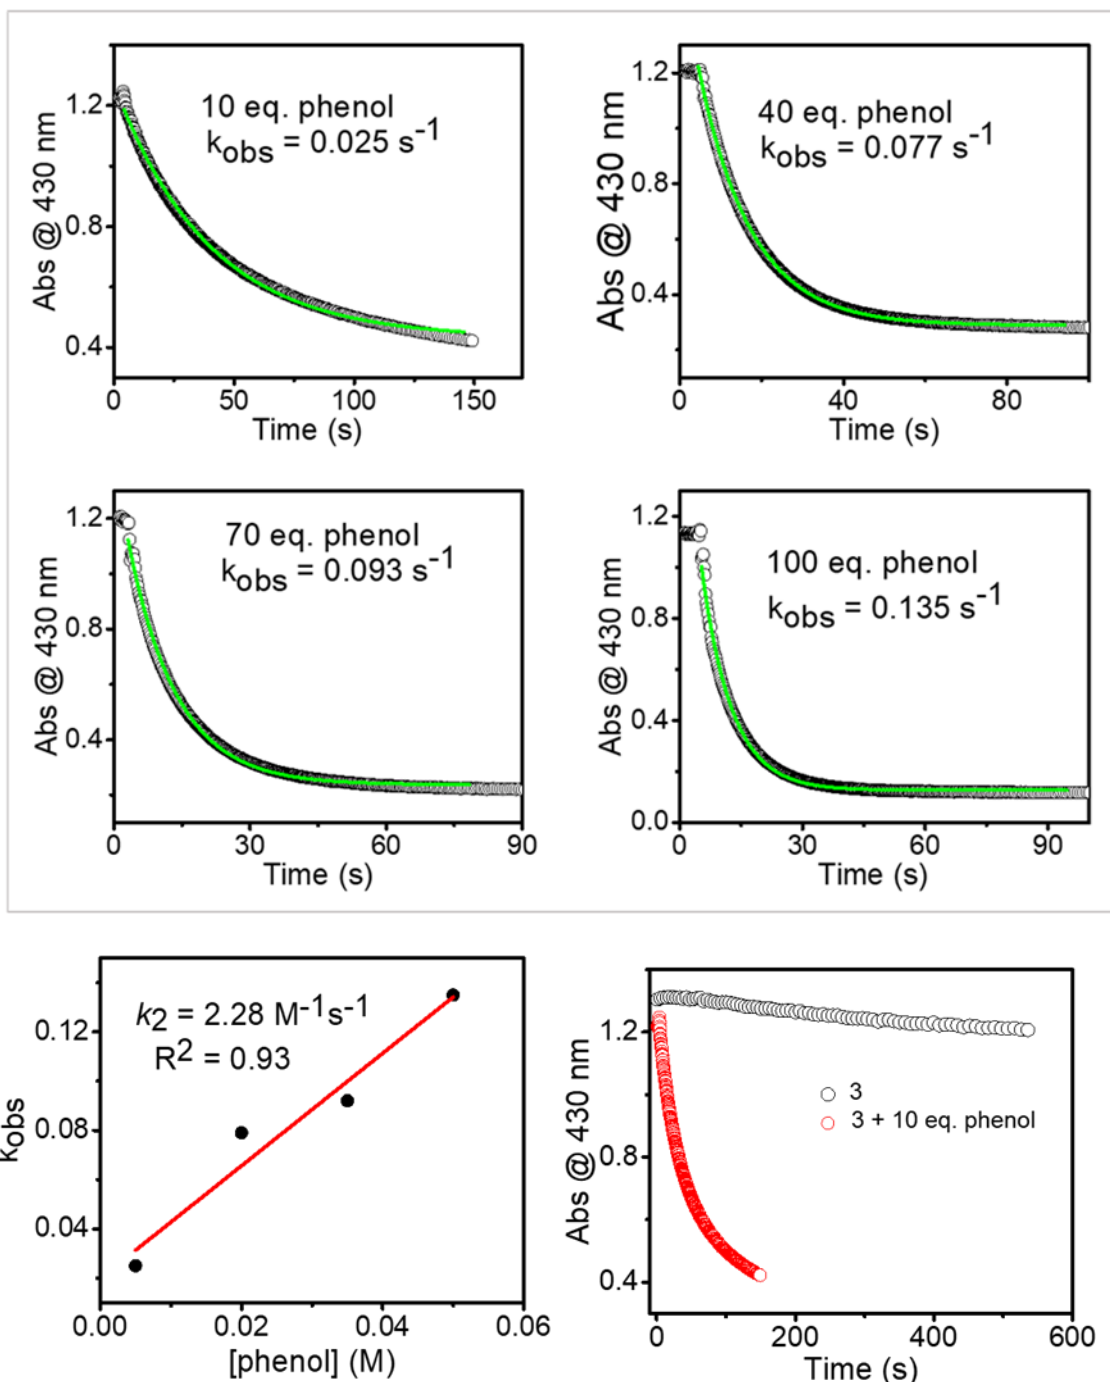 10 eq. phenol
kobs = 0.025 s-1
Abs @ 430 nm
1.2
0.8
0.4
0
50
100
150
Time (s)
40 eq. phenol
kobs = 0.077 s-1
Abs @ 430 nm
1.2
0.8
0.4
0
40
80
Time (s)
70 eq. phenol
kobs = 0.093 s-1
Abs @ 430 nm
1.2
0.8
0.4
0
30
60
90
Time (s)
100 eq. phenol
kobs = 0.135 s-1
Abs @ 430 nm
1.2
0.8
0.4
0.0
0
30
60
90
Time (s)
k2 = 2.28 M-1s-1
R2 = 0.93
kobs
0.12
0.08
0.04
0.00
0.02
0.04
0.06
[phenol] (M)
3
3 + 10 eq. phenol
Abs @ 430 nm
1.2
0.8
0.4
0
200
400
600
Time (s)